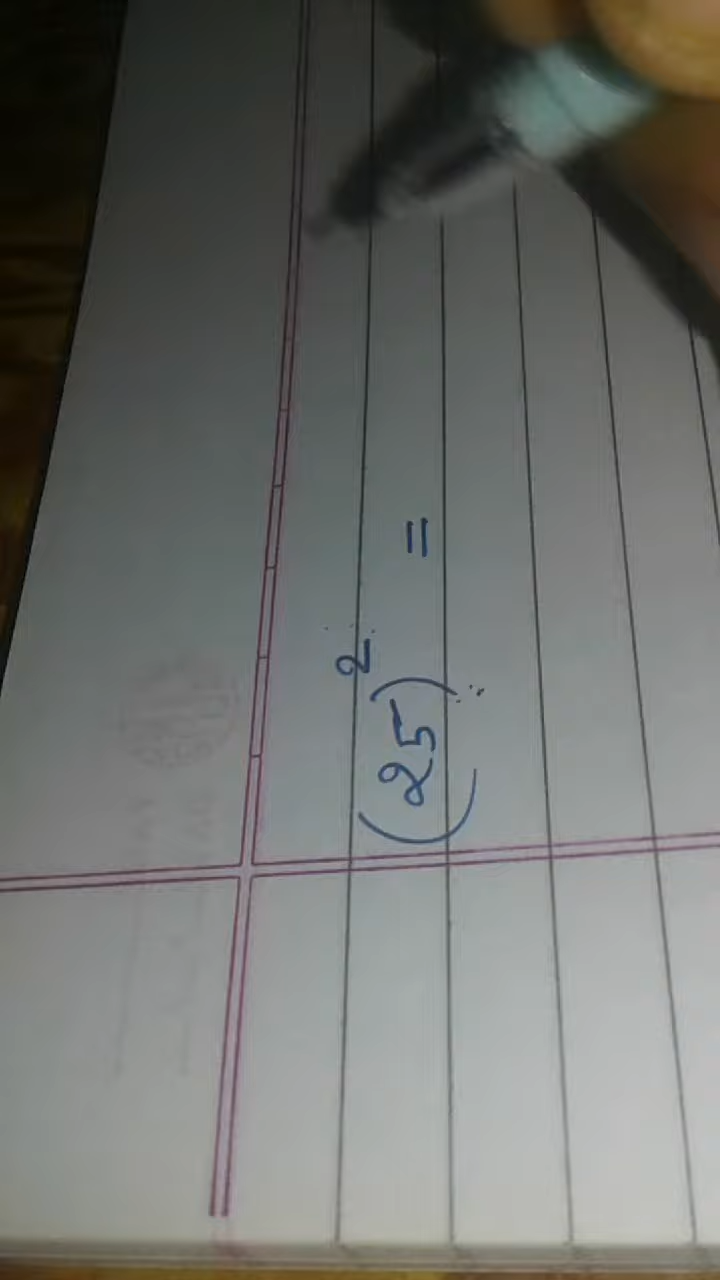 (25)² =